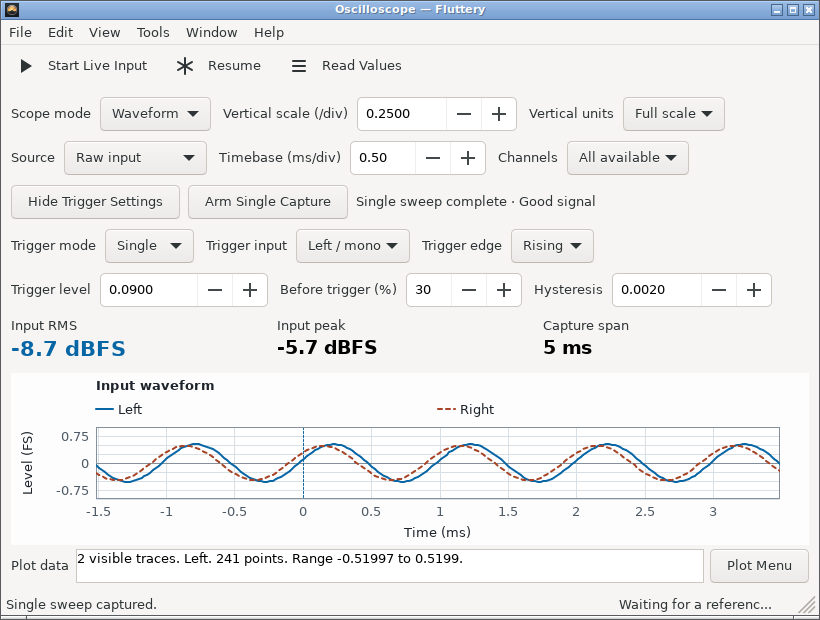 Oscilloscope — Fluttery
File Edit View Tools Window Help
Start Live Input Resume Read Values
Scope mode Waveform Vertical scale (/div) 0.2500 Vertical units Full scale
Source Raw input Timebase (ms/div) 0.50 Channels All available
Hide Trigger Settings Arm Single Capture Single sweep complete · Good signal
Trigger mode Single Trigger input Left / mono Trigger edge Rising
Trigger level 0.0900 Before trigger (%) 30 Hysteresis 0.0020
Input RMS Input peak Capture span
-8.7 dBFS -5.7 dBFS 5 ms
Input waveform
Left Right
Level (FS)
0.75
0
-0.75
-1.5 -1 -0.5 0 0.5 1 1.5 2 2.5 3
Time (ms)
Plot data 2 visible traces. Left. 241 points. Range -0.51997 to 0.5199. Plot Menu
Single sweep captured. Waiting for a referenc...